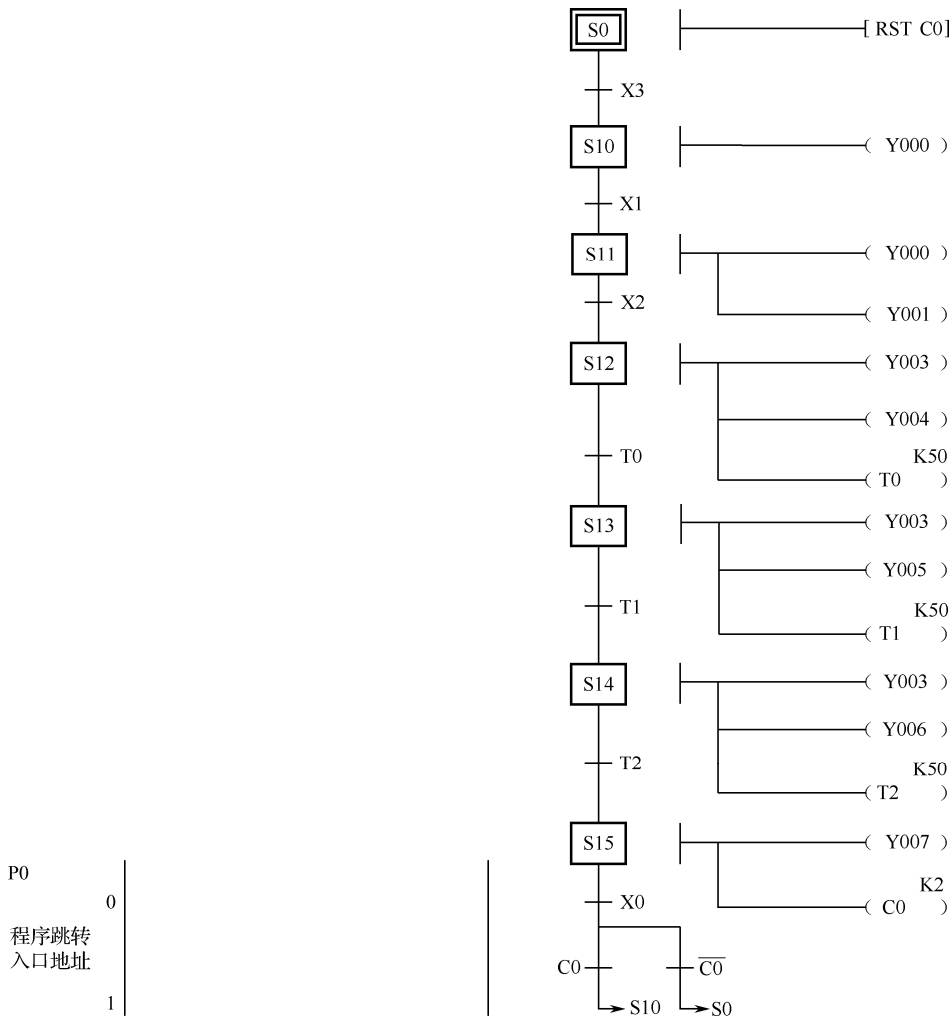 S0
[ RST C0]
X3
S10
( Y000 )
X1
S11
( Y000 )
X2
( Y001 )
S12
( Y003 )
( Y004 )
T0
K50
( T0 )
S13
( Y003 )
( Y005 )
T1
K50
( T1 )
S14
( Y003 )
( Y006 )
T2
K50
( T2 )
S15
( Y007 )
K2
X0
( C0 )
C0
C0
S10
S0
P0
0
程序跳转
入口地址
1